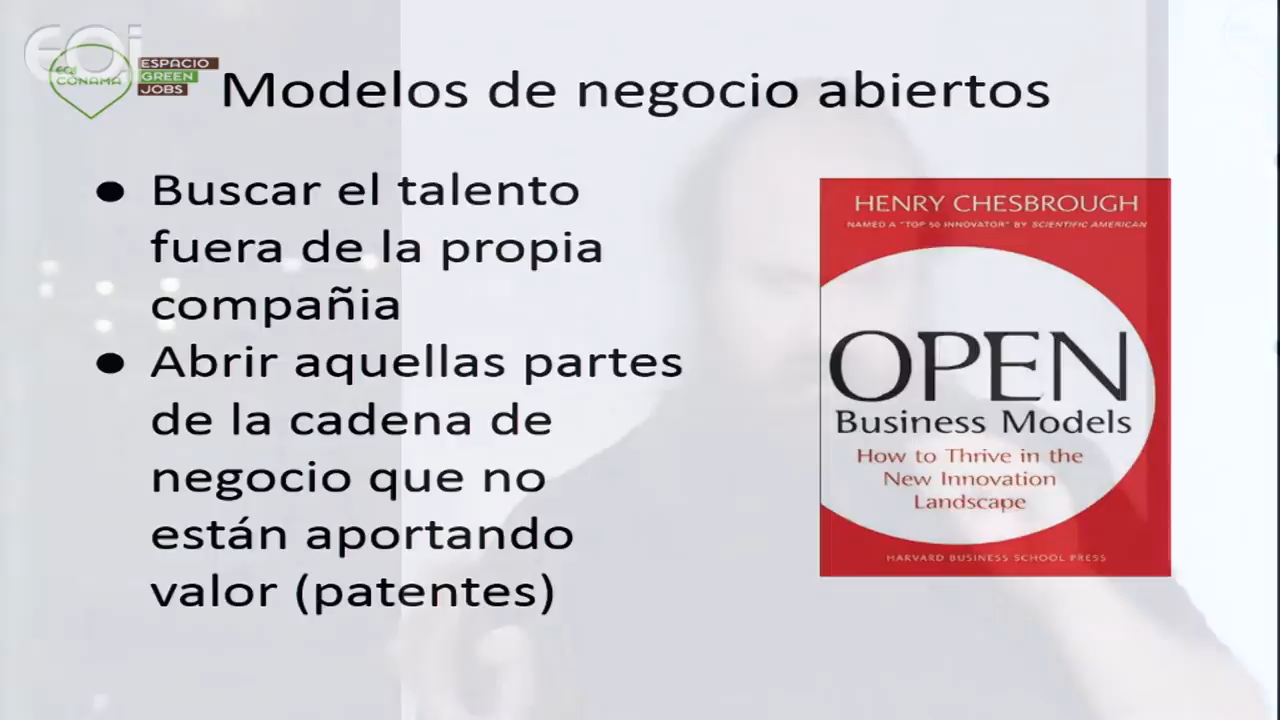 EOi
eoi
CONAMA
ESPACIO
GREEN
JOBS
Modelos de negocio abiertos
● Buscar el talento
fuera de la propia
compañia
● Abrir aquellas partes
de la cadena de
negocio que no
están aportando
valor (patentes)
HENRY CHESBROUGH
NAMED A "TOP 50 INNOVATOR" BY SCIENTIFIC AMERICAN
OPEN
Business Models
How to Thrive in the
New Innovation
Landscape
HARVARD BUSINESS SCHOOL PRESS